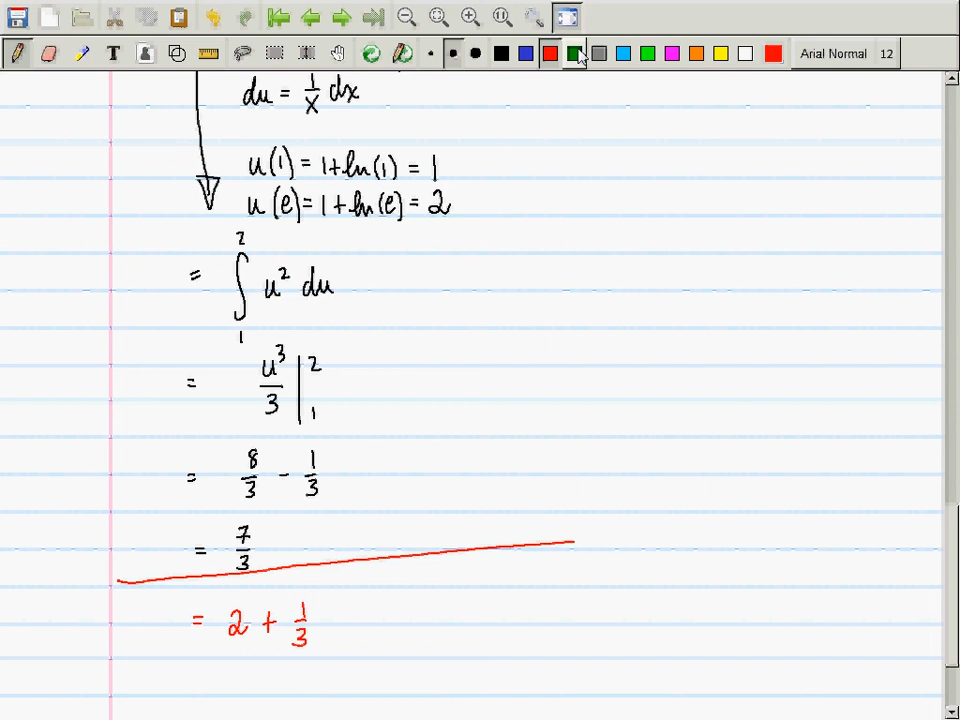 Arial Normal 12
du = 1/x dx
u(1) = 1+ln(1) = 1
u(e) = 1+ln(e) = 2
= ∫₁² u² du
= u³/3 |₁²
= 8/3 - 1/3
= 7/3
= 2 + 1/3